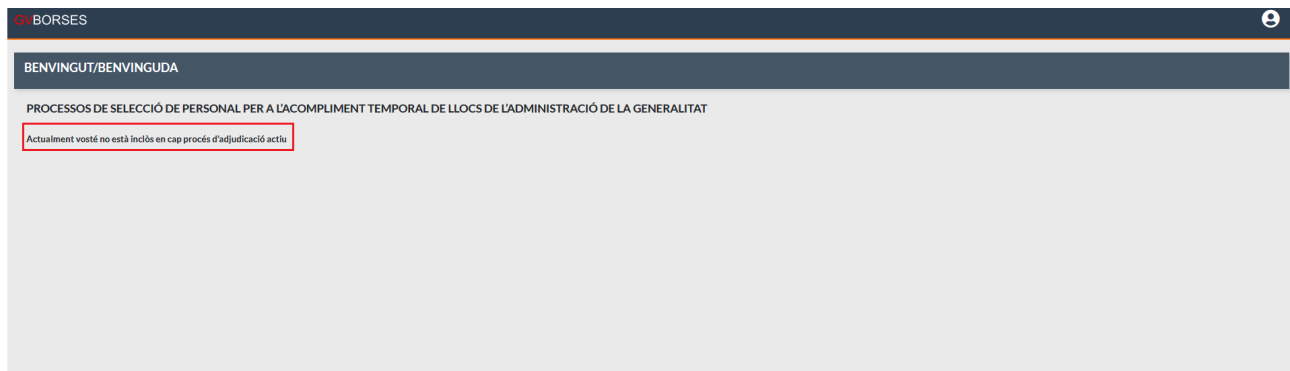 GVBORSES
BENVINGUT/BENVINGUDA
PROCESSOS DE SELECCIÓ DE PERSONAL PER A L'ACOMPLIMENT TEMPORAL DE LLOCS DE L'ADMINISTRACIÓ DE LA GENERALITAT
Actualment vosté no està inclòs en cap procés d'adjudicació actiu